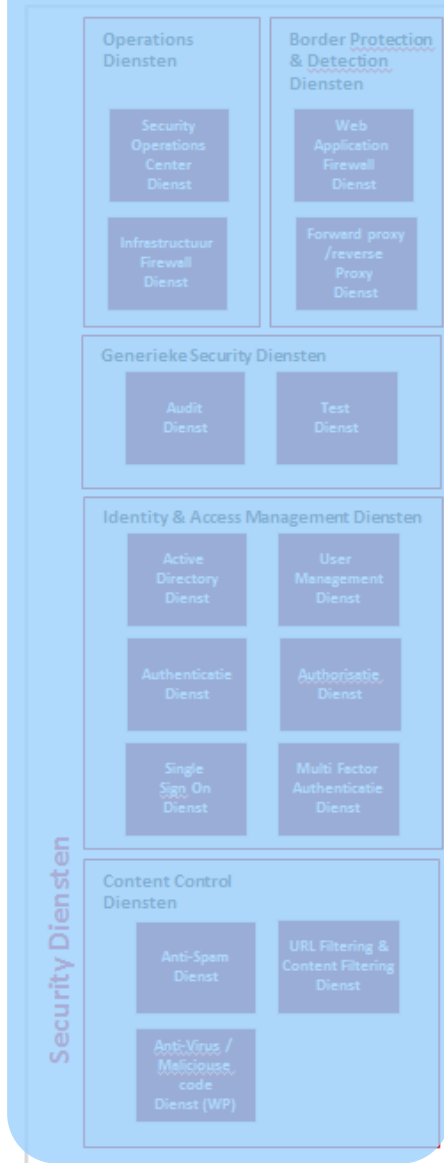 Operations
Diensten
Security
Operations
Center
Dienst
Infrastructuur
Firewall
Dienst
Border Protection
& Detection
Diensten
Web
Application
Firewall
Dienst
Forward proxy
/reverse
Proxy
Dienst
Generieke Security Diensten
Audit
Dienst
Test
Dienst
Identity & Access Management Diensten
Active
Directory
Dienst
User
Management
Dienst
Authenticatie
Dienst
Authorisatie
Dienst
Single
Sign On
Dienst
Multi Factor
Authenticatie
Dienst
Content Control
Diensten
Anti-Spam
Dienst
URL Filtering &
Content Filtering
Dienst
Anti-Virus /
Maliciouse
code
Dienst (WP)
Security Diensten